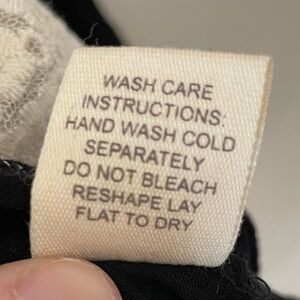 WASH CARE
INSTRUCTIONS:
HAND WASH COLD
SEPARATELY
DO NOT BLEACH
RESHAPE LAY
FLAT TO DRY